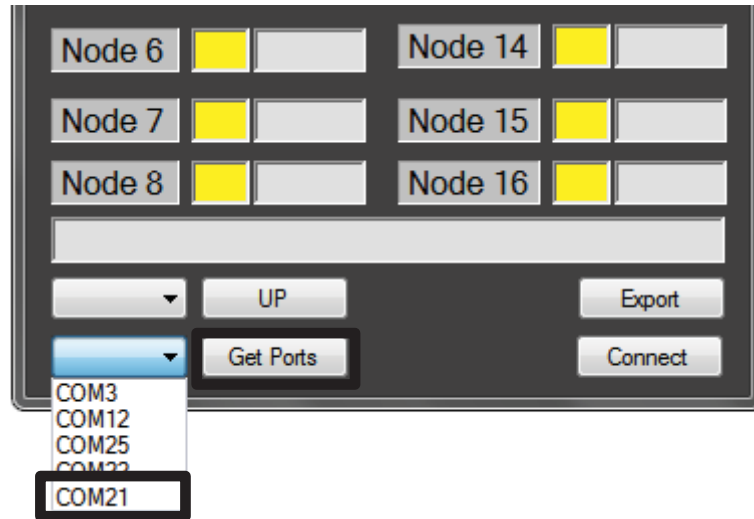 Node 6 Node 14
Node 7 Node 15
Node 8 Node 16
UP Export
Get Ports Connect
COM3
COM12
COM25
COM21